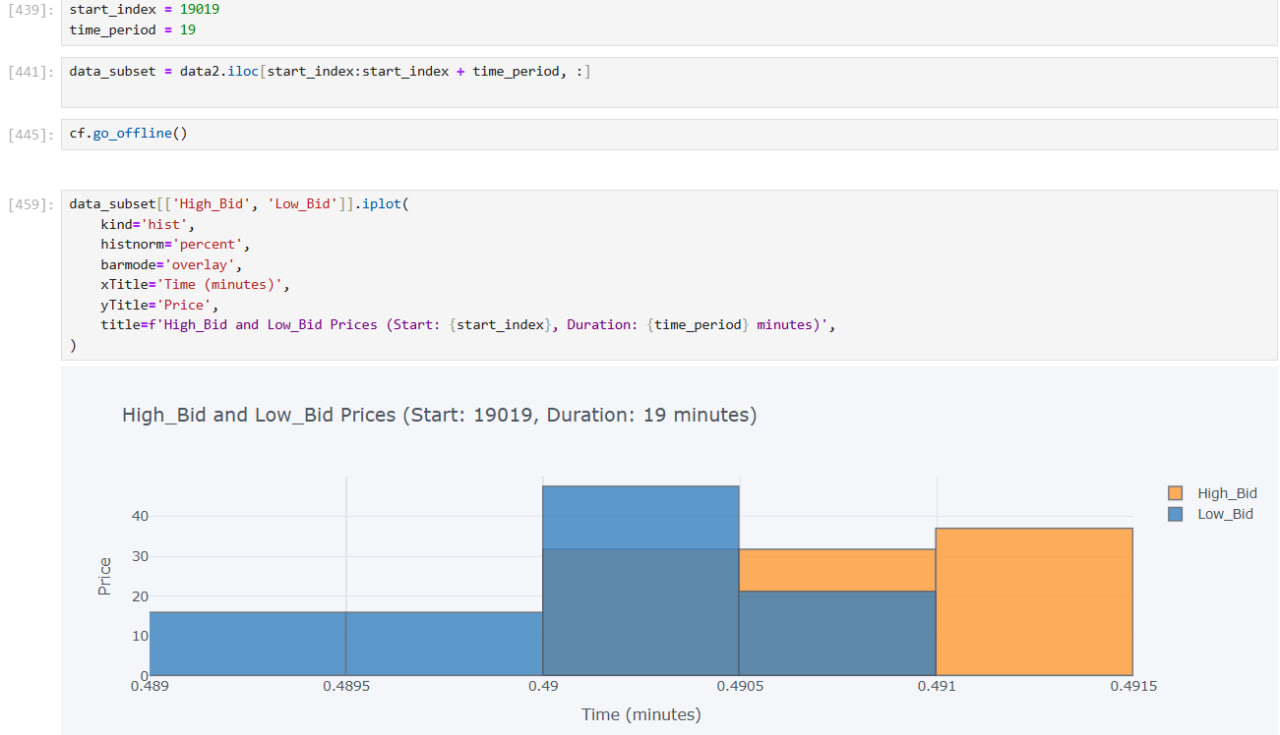 [439]: start_index = 19019
time_period = 19
[441]: data_subset = data2.iloc[start_index:start_index + time_period, :]
[445]: cf.go_offline()
[459]: data_subset[['High_Bid', 'Low_Bid']].iplot(
kind='hist',
histnorm='percent',
barmode='overlay',
xTitle='Time (minutes)',
yTitle='Price',
title=f'High_Bid and Low_Bid Prices (Start: {start_index}, Duration: {time_period} minutes)',
)
High_Bid and Low_Bid Prices (Start: 19019, Duration: 19 minutes)
High_Bid
Low_Bid
40
30
20
10
0
Price
0.489 0.4895 0.49 0.4905 0.491 0.4915
Time (minutes)